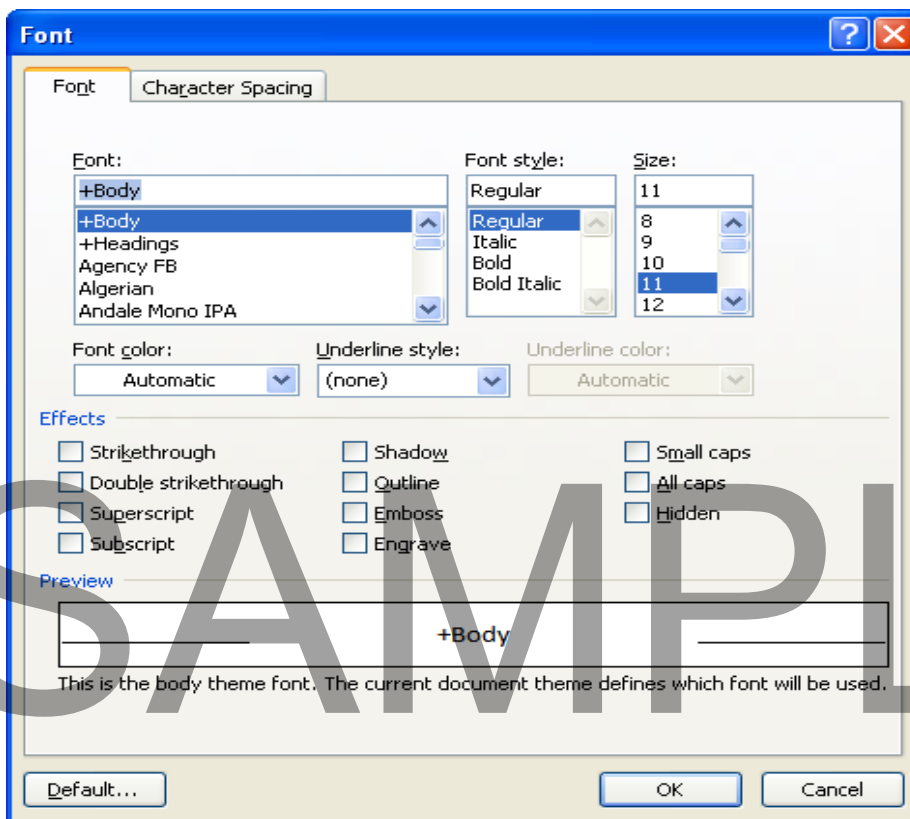 Font
Font Character Spacing
Font: Font style: Size:
+Body Regular 11
+Body Regular 8
+Headings Italic 9
Agency FB Bold 10
Algerian Bold Italic 11
Andale Mono IPA 12
Font color: Underline style: Underline color:
Automatic (none) Automatic
Effects
Strikethrough Shadow Small caps
Double strikethrough Outline All caps
Superscript Emboss Hidden
Subscript Engrave
SAMPL
Preview
+Body
This is the body theme font. The current document theme defines which font will be used.
Default... OK Cancel